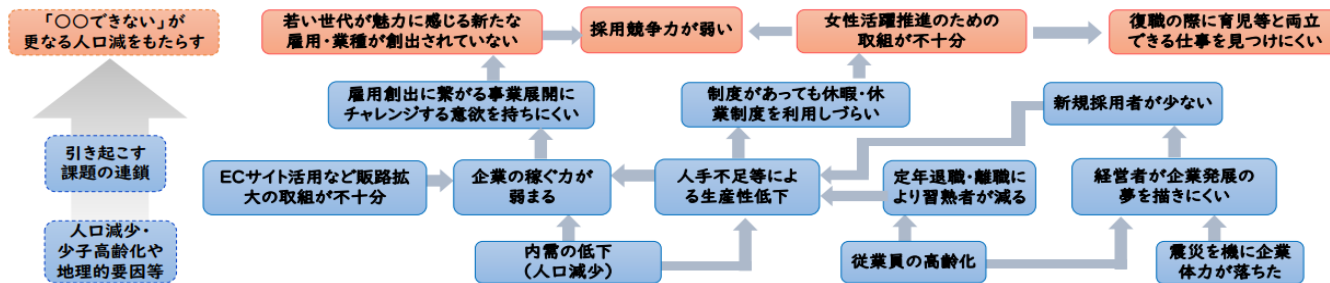 「○○できない」が
更なる人口減をもたらす
若い世代が魅力に感じる新たな
雇用・業種が創出されていない
採用競争力が弱い
女性活躍推進のための
取組が不十分
復職の際に育児等と両立
できる仕事を見つけにくい
雇用創出に繋がる事業展開に
チャレンジする意欲を持ちにくい
制度があっても休暇・休
業制度を利用しづらい
新規採用者が少ない
引き起こす
課題の連鎖
ECサイト活用など販路拡
大の取組が不十分
企業の稼ぐ力が
弱まる
人手不足等によ
る生産性低下
定年退職・離職に
より習熟者が減る
経営者が企業発展の
夢を描きにくい
人口減少・
少子高齢化や
地理的要因等
内需の低下
(人口減少)
従業員の高齢化
震災を機に企業
体力が落ちた